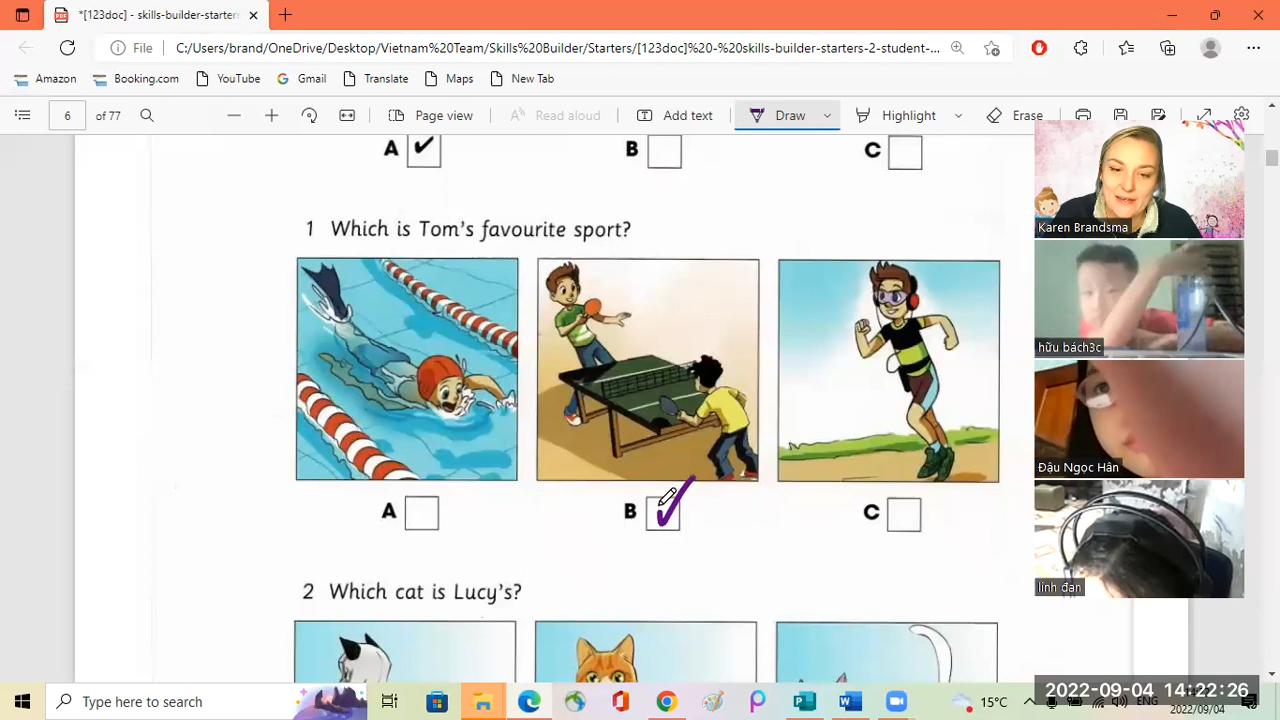 *[123doc] - skills-builder-starters
File
C:/Users/brand/OneDrive/Desktop/Vietnam%20Team/Skills%20Builder/Starters/[123doc]%20-%20skills-builder-starters-2-student-...
Amazon
Booking.com
YouTube
Gmail
Translate
Maps
New Tab
6 of 77
Page view
Read aloud
Add text
Draw
Highlight
Erase
A
B
C
1 Which is Tom's favourite sport?
A
B
C
2 Which cat is Lucy's?
Karen Brandsma
hữu bách3c
Đậu Ngọc Hân
linh đan
Type here to search
15°C
ENG
2022-09-04 14:22:26
2022/09/04